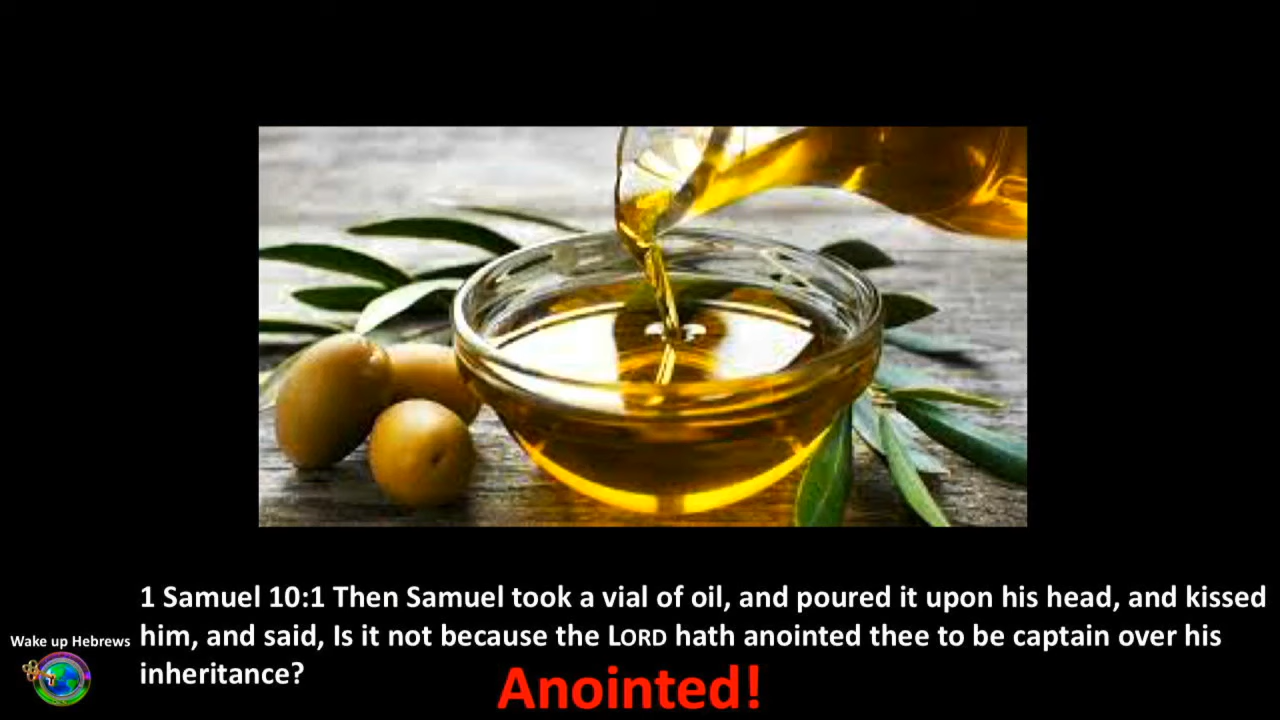 1 Samuel 10:1 Then Samuel took a vial of oil, and poured it upon his head, and kissed
him, and said, Is it not because the LORD hath anointed thee to be captain over his
inheritance?
Wake up Hebrews
Anointed!